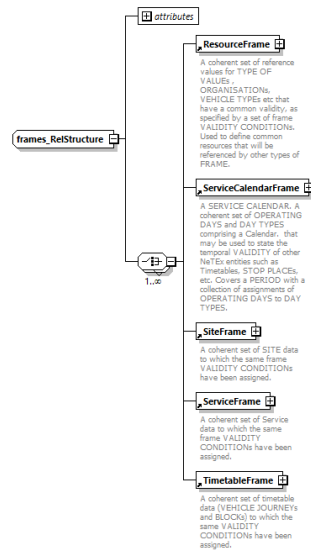 attributes
ResourceFrame
A coherent set of reference
values for TYPE OF
VALUEs ,
ORGANISATIONs,
VEHICLE TYPEs etc that
have a common validity, as
specified by a set of frame
VALIDITY CONDITIONs.
Used to define common
resources that will be
referenced by other types of
FRAME.
frames_RelStructure
ServiceCalendarFrame
A SERVICE CALENDAR. A
coherent set of OPERATING
DAYS and DAY TYPES
comprising a Calendar. that
may be used to state the
temporal VALIDITY of other
NeTEx entities such as
Timetables, STOP PLACEs,
etc. Covers a PERIOD with a
collection of assignments of
OPERATING DAYS to DAY
TYPES.
1..∞
SiteFrame
A coherent set of SITE data
to which the same frame
VALIDITY CONDITIONs
have been assigned.
ServiceFrame
A coherent set of Service
data to which the same
frame VALIDITY
CONDITIONs have been
assigned.
TimetableFrame
A coherent set of timetable
data (VEHICLE JOURNEYs
and BLOCKs) to which the
same VALIDITY
CONDITIONs have been
assigned.